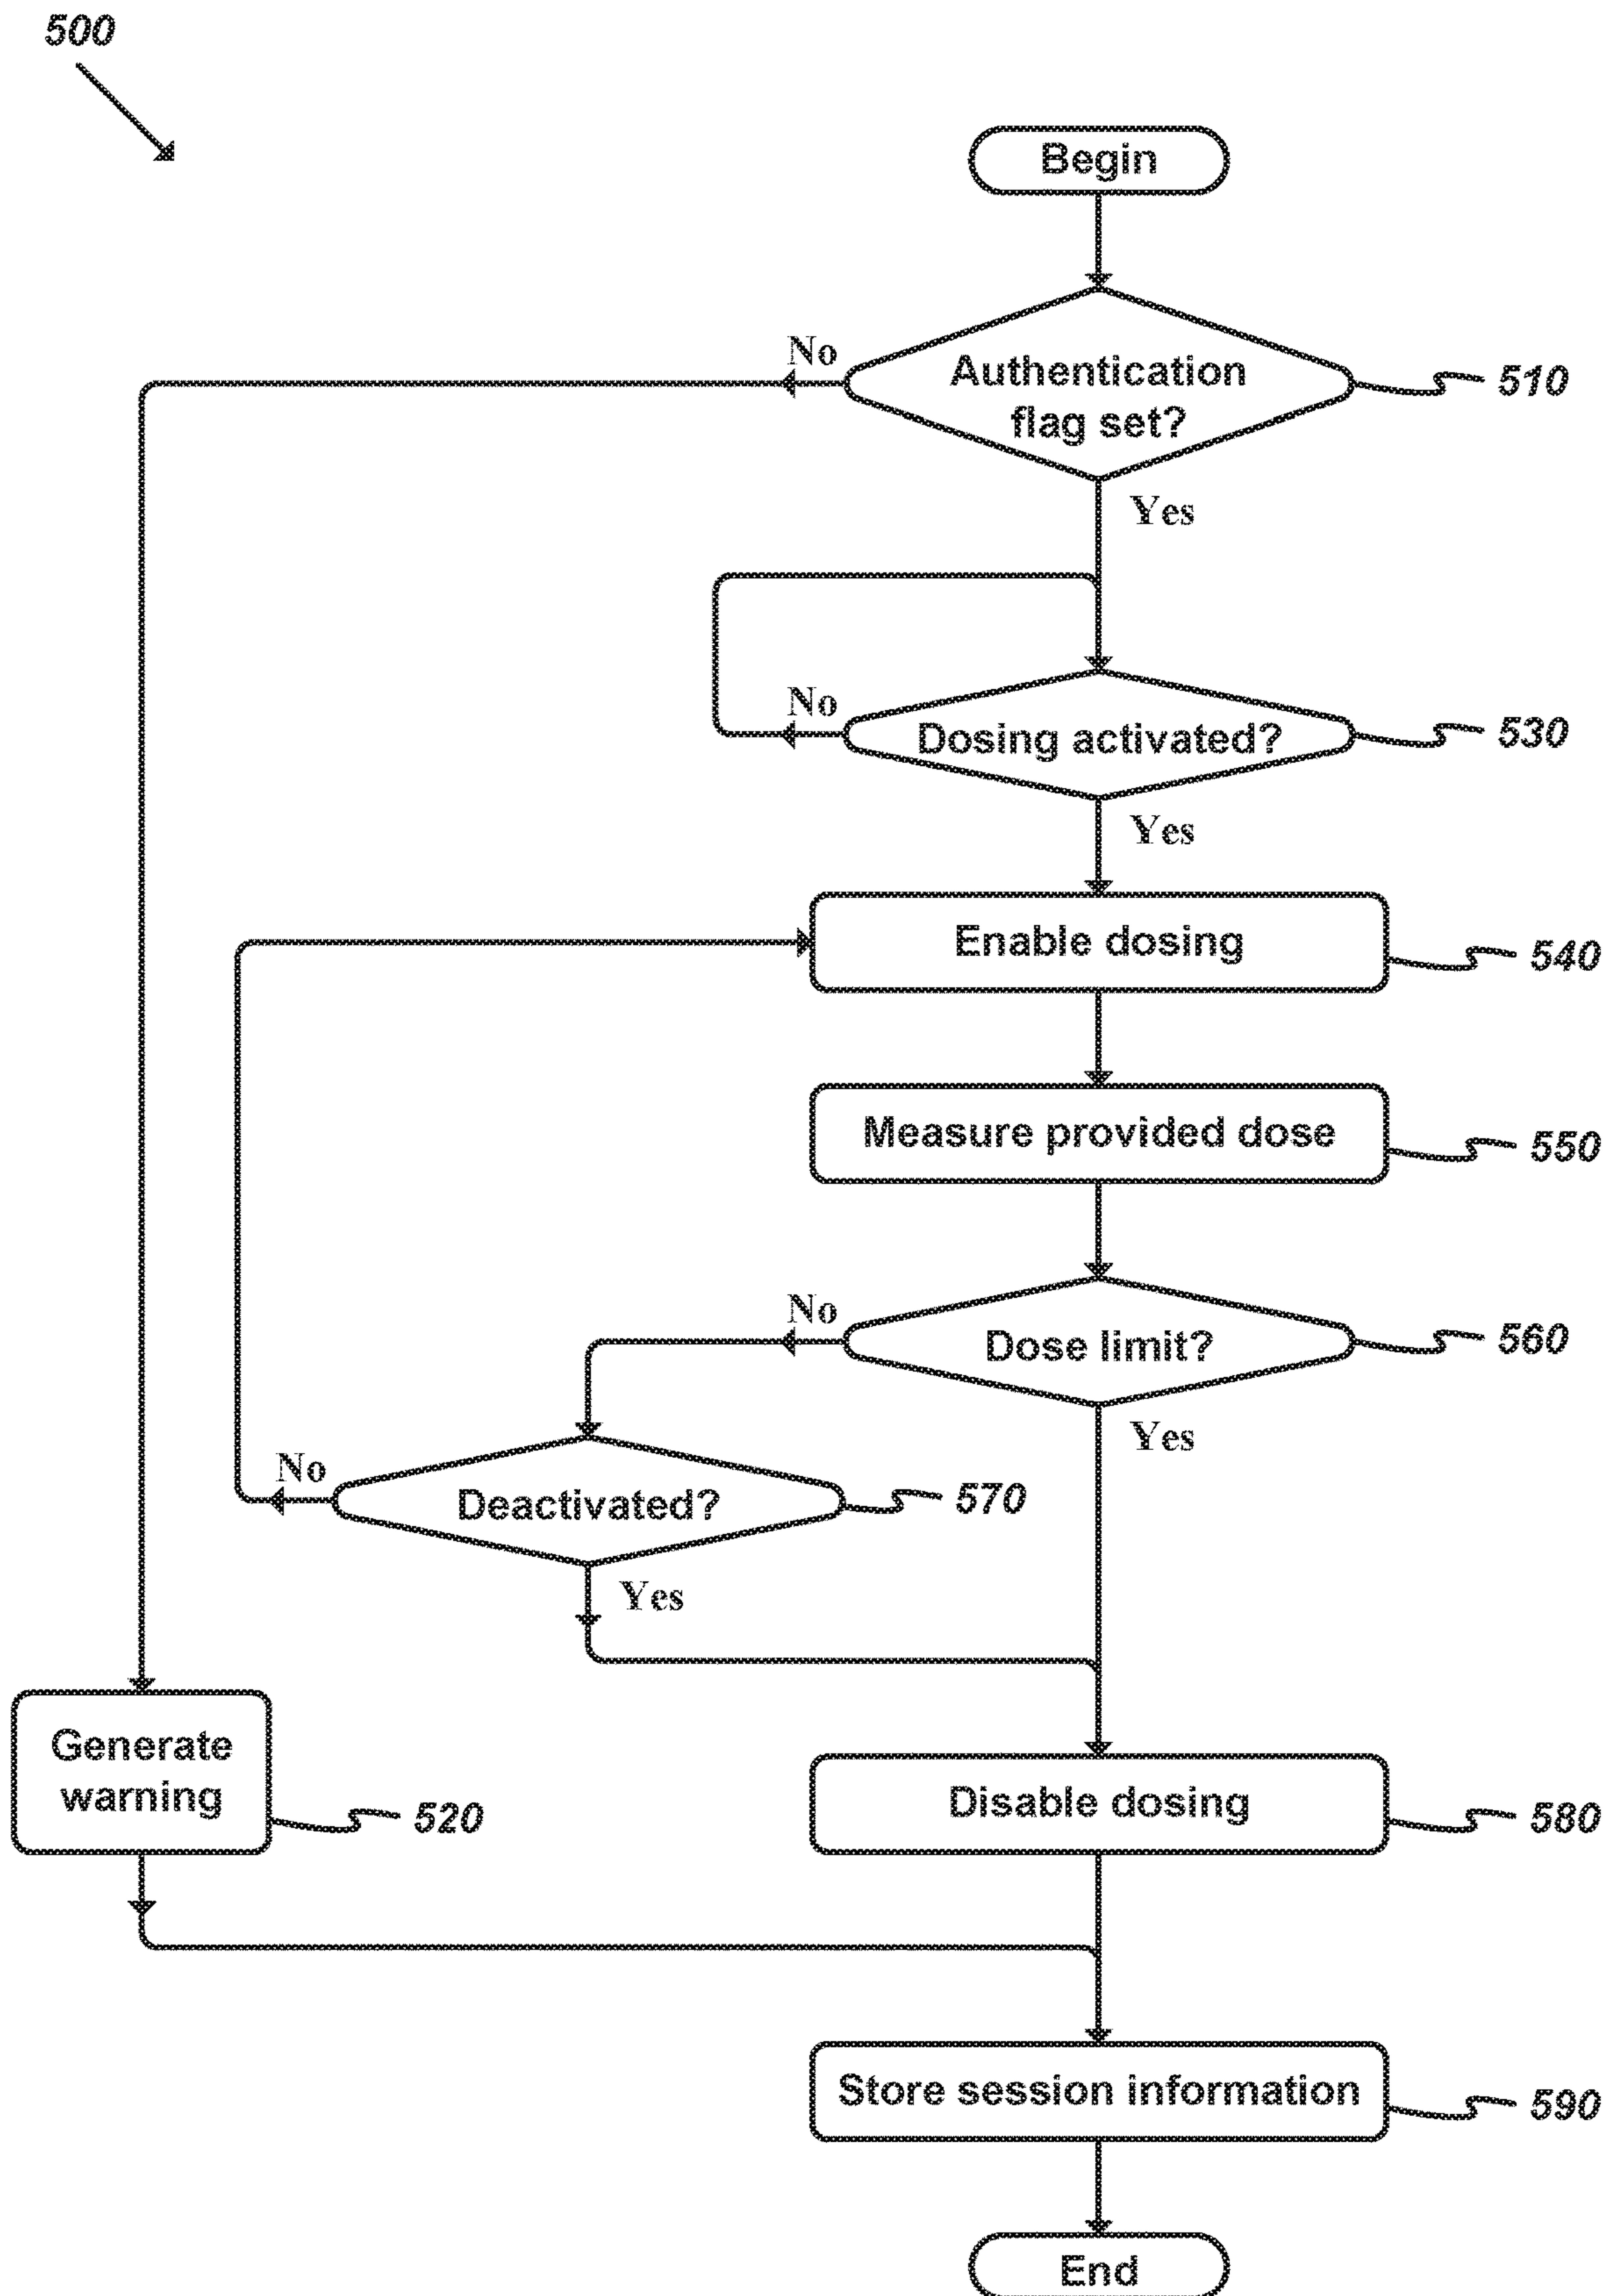 500
Begin
No
Authentication
flag set?
510
Yes
No
Dosing activated?
530
Yes
Enable dosing
540
Measure provided dose
550
No
Dose limit?
560
Yes
No
Deactivated?
570
Yes
Generate
warning
520
Disable dosing
580
Store session information
590
End